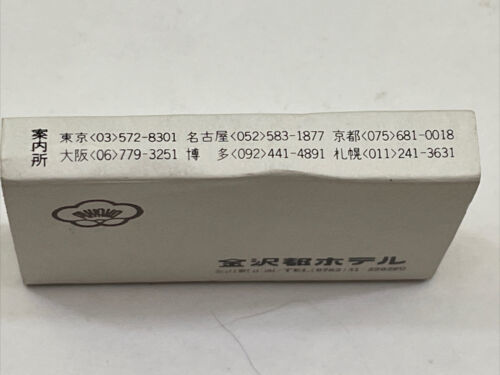 案内所
東京<03>572-8301 名古屋<052>583-1877 京都<075>681-0018
大阪<06>779-3251 博 多<092>441-4891 札幌<011>241-3631
金沢都ホテル